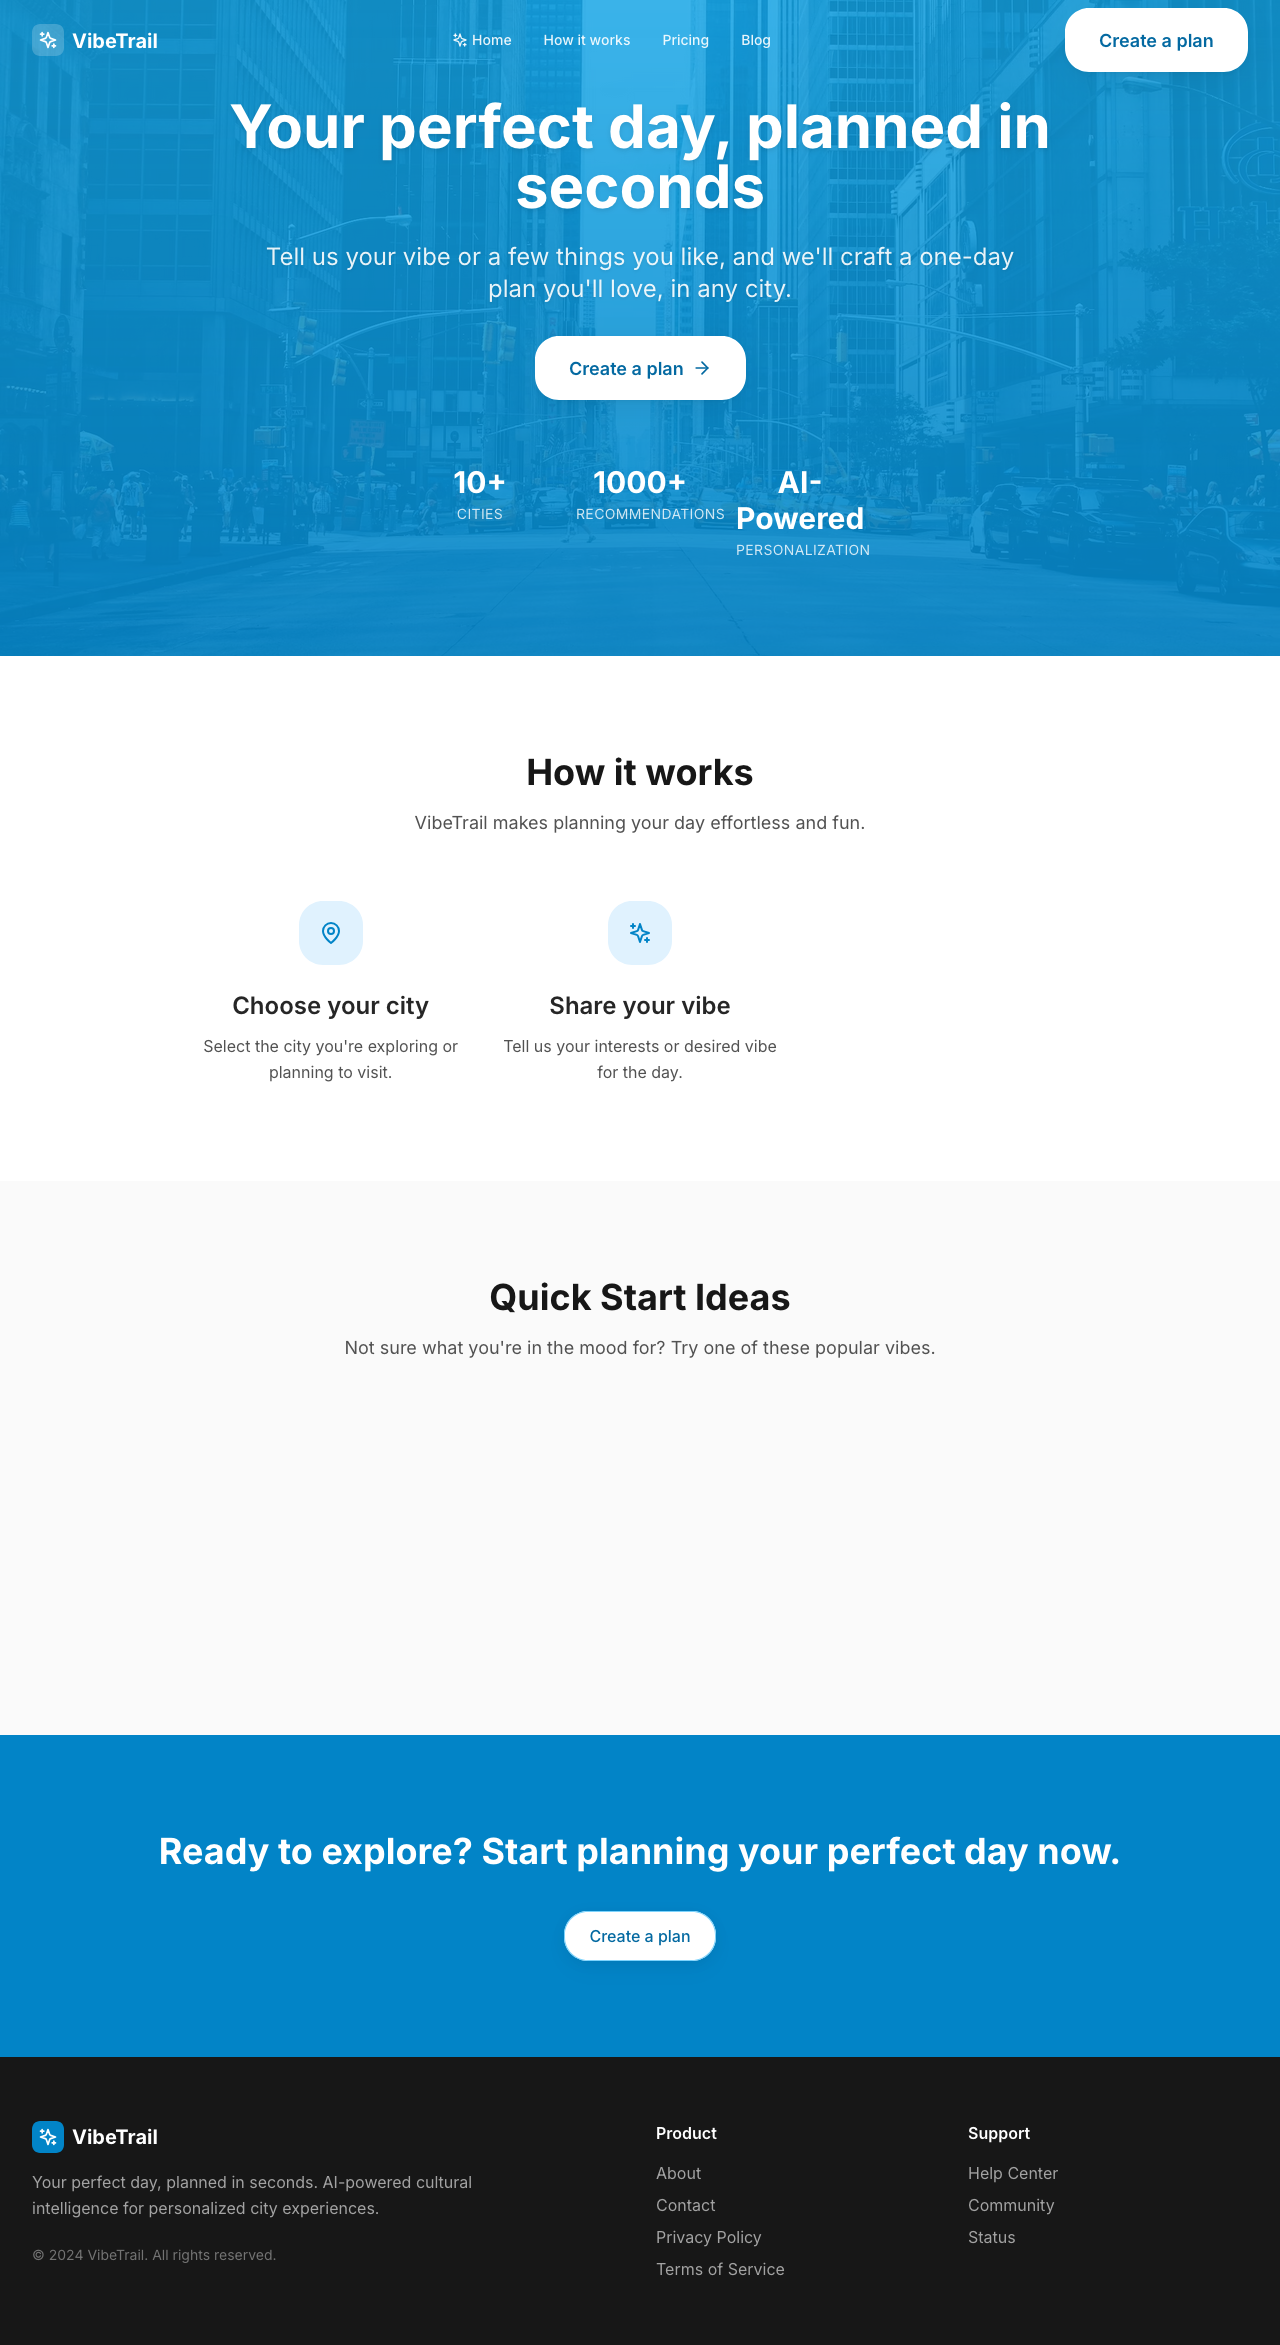 VibeTrail
Home
How it works
Pricing
Blog
Create a plan
Your perfect day, planned in
seconds
Tell us your vibe or a few things you like, and we'll craft a one-day
plan you'll love, in any city.
Create a plan
10+
CITIES
1000+
RECOMMENDATIONS
AI-
Powered
PERSONALIZATION
How it works
VibeTrail makes planning your day effortless and fun.
Choose your city
Select the city you're exploring or
planning to visit.
Share your vibe
Tell us your interests or desired vibe
for the day.
Quick Start Ideas
Not sure what you're in the mood for? Try one of these popular vibes.
Ready to explore? Start planning your perfect day now.
Create a plan
VibeTrail
Your perfect day, planned in seconds. AI-powered cultural
intelligence for personalized city experiences.
© 2024 VibeTrail. All rights reserved.
Product
About
Contact
Privacy Policy
Terms of Service
Support
Help Center
Community
Status